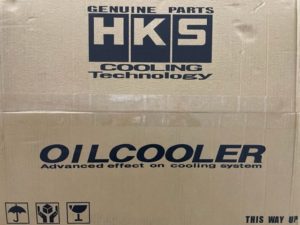 GENUINE PARTS
HKS
COOLING
Technology
OILCOOLER
Advanced effect on cooling system
THIS WAY UP